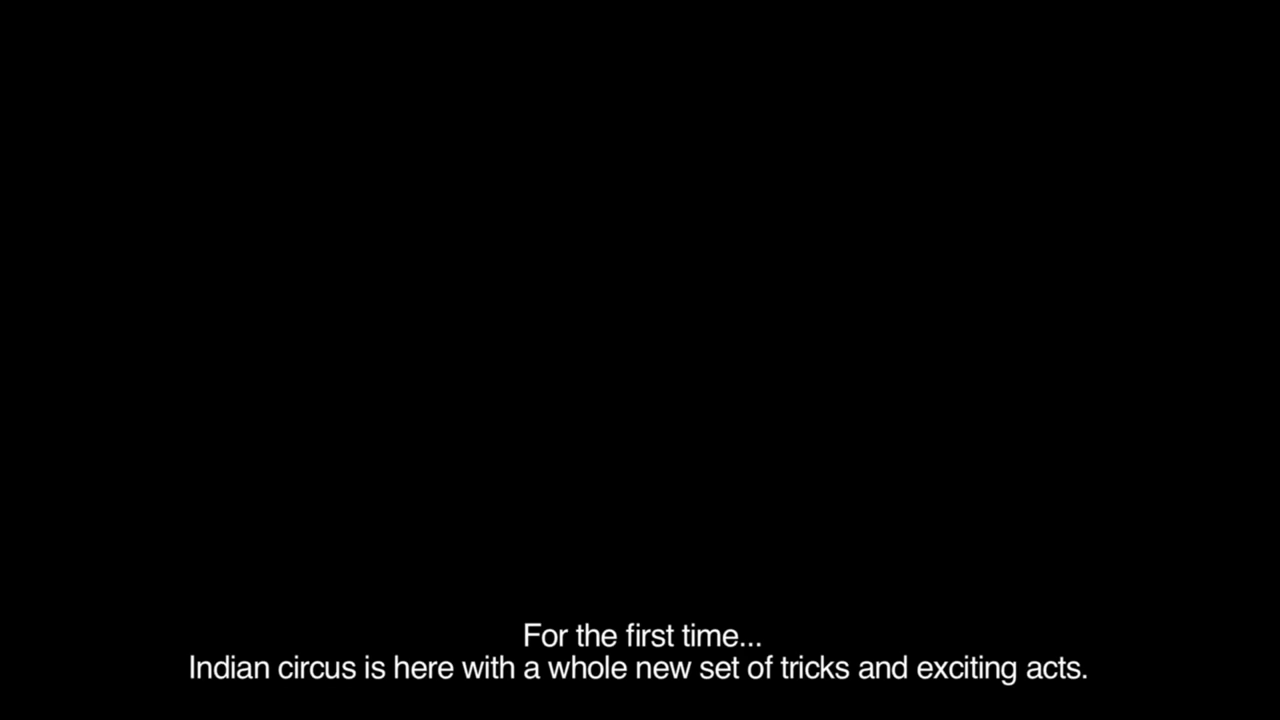 For the first time...
Indian circus is here with a whole new set of tricks and exciting acts.